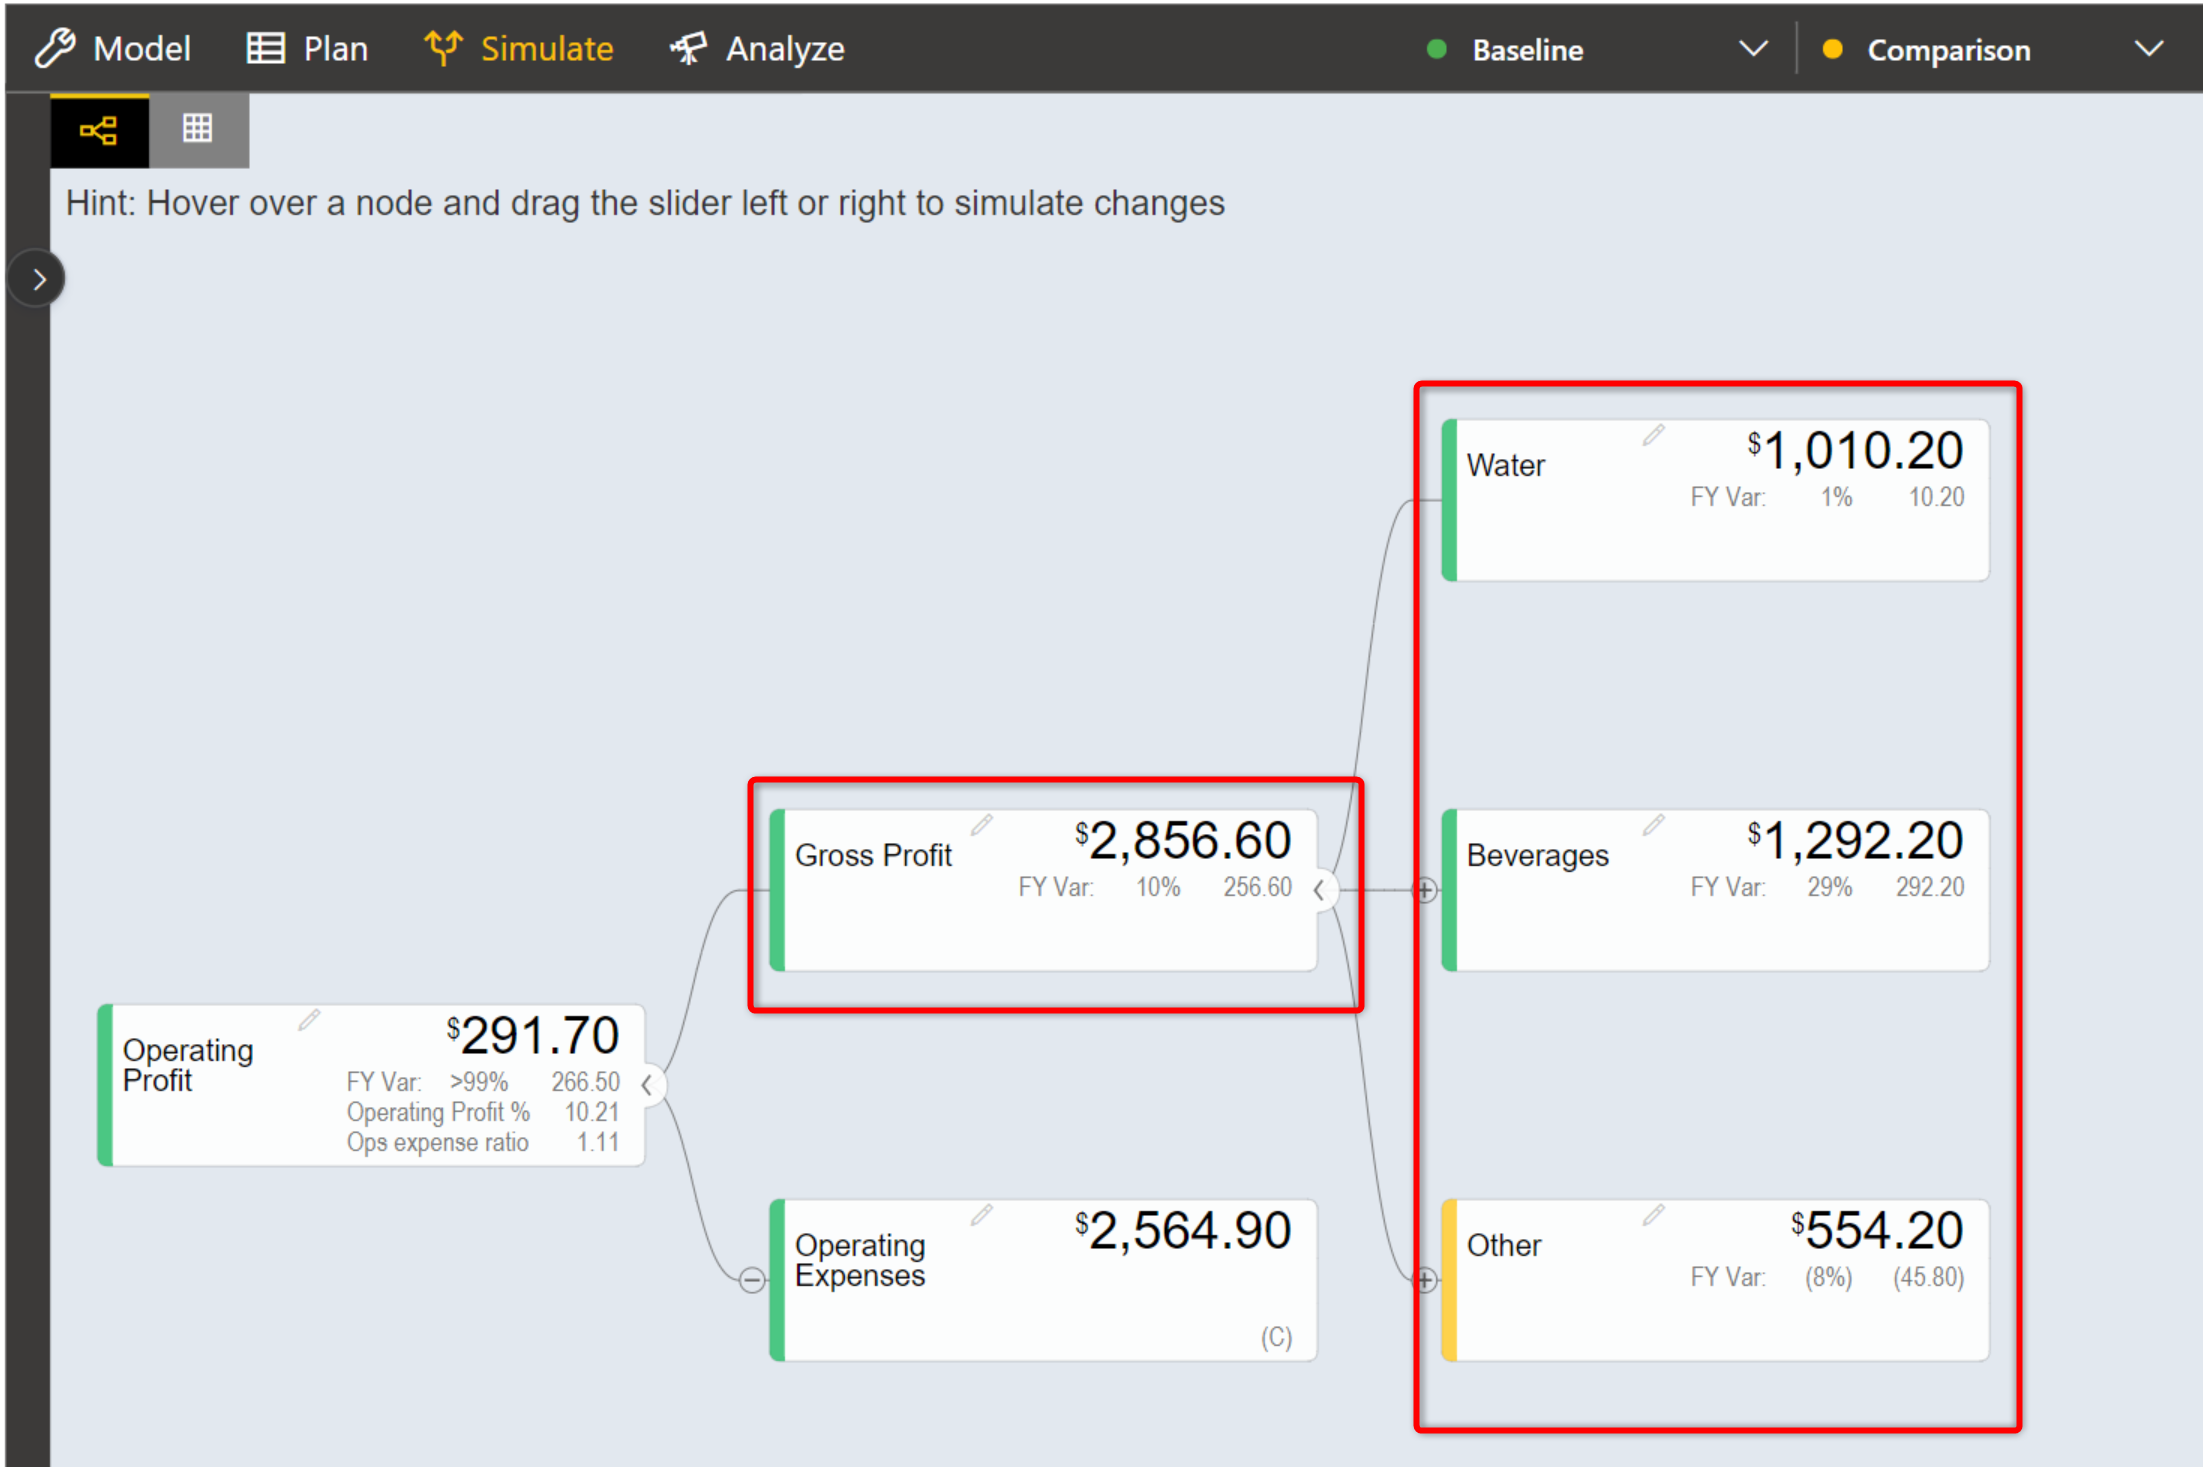 Model Plan Simulate Analyze Baseline Comparison
Hint: Hover over a node and drag the slider left or right to simulate changes
Water $1,010.20
FY Var: 1% 10.20
Gross Profit $2,856.60
FY Var: 10% 256.60
Beverages $1,292.20
FY Var: 29% 292.20
Operating
Profit
$291.70
FY Var: >99% 266.50
Operating Profit % 10.21
Ops expense ratio 1.11
Operating
Expenses
$2,564.90
(C)
Other $554.20
FY Var: (8%) (45.80)